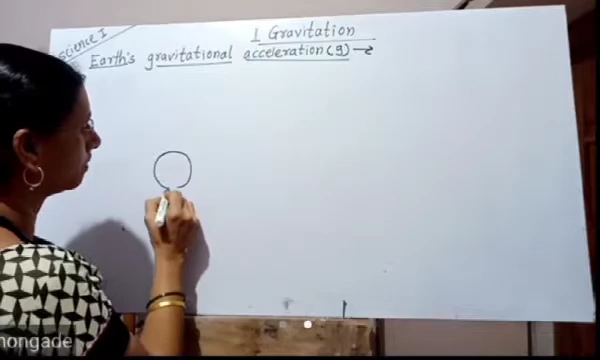 Science I
1 Gravitation
Earth's gravitational acceleration (g) →
hongade